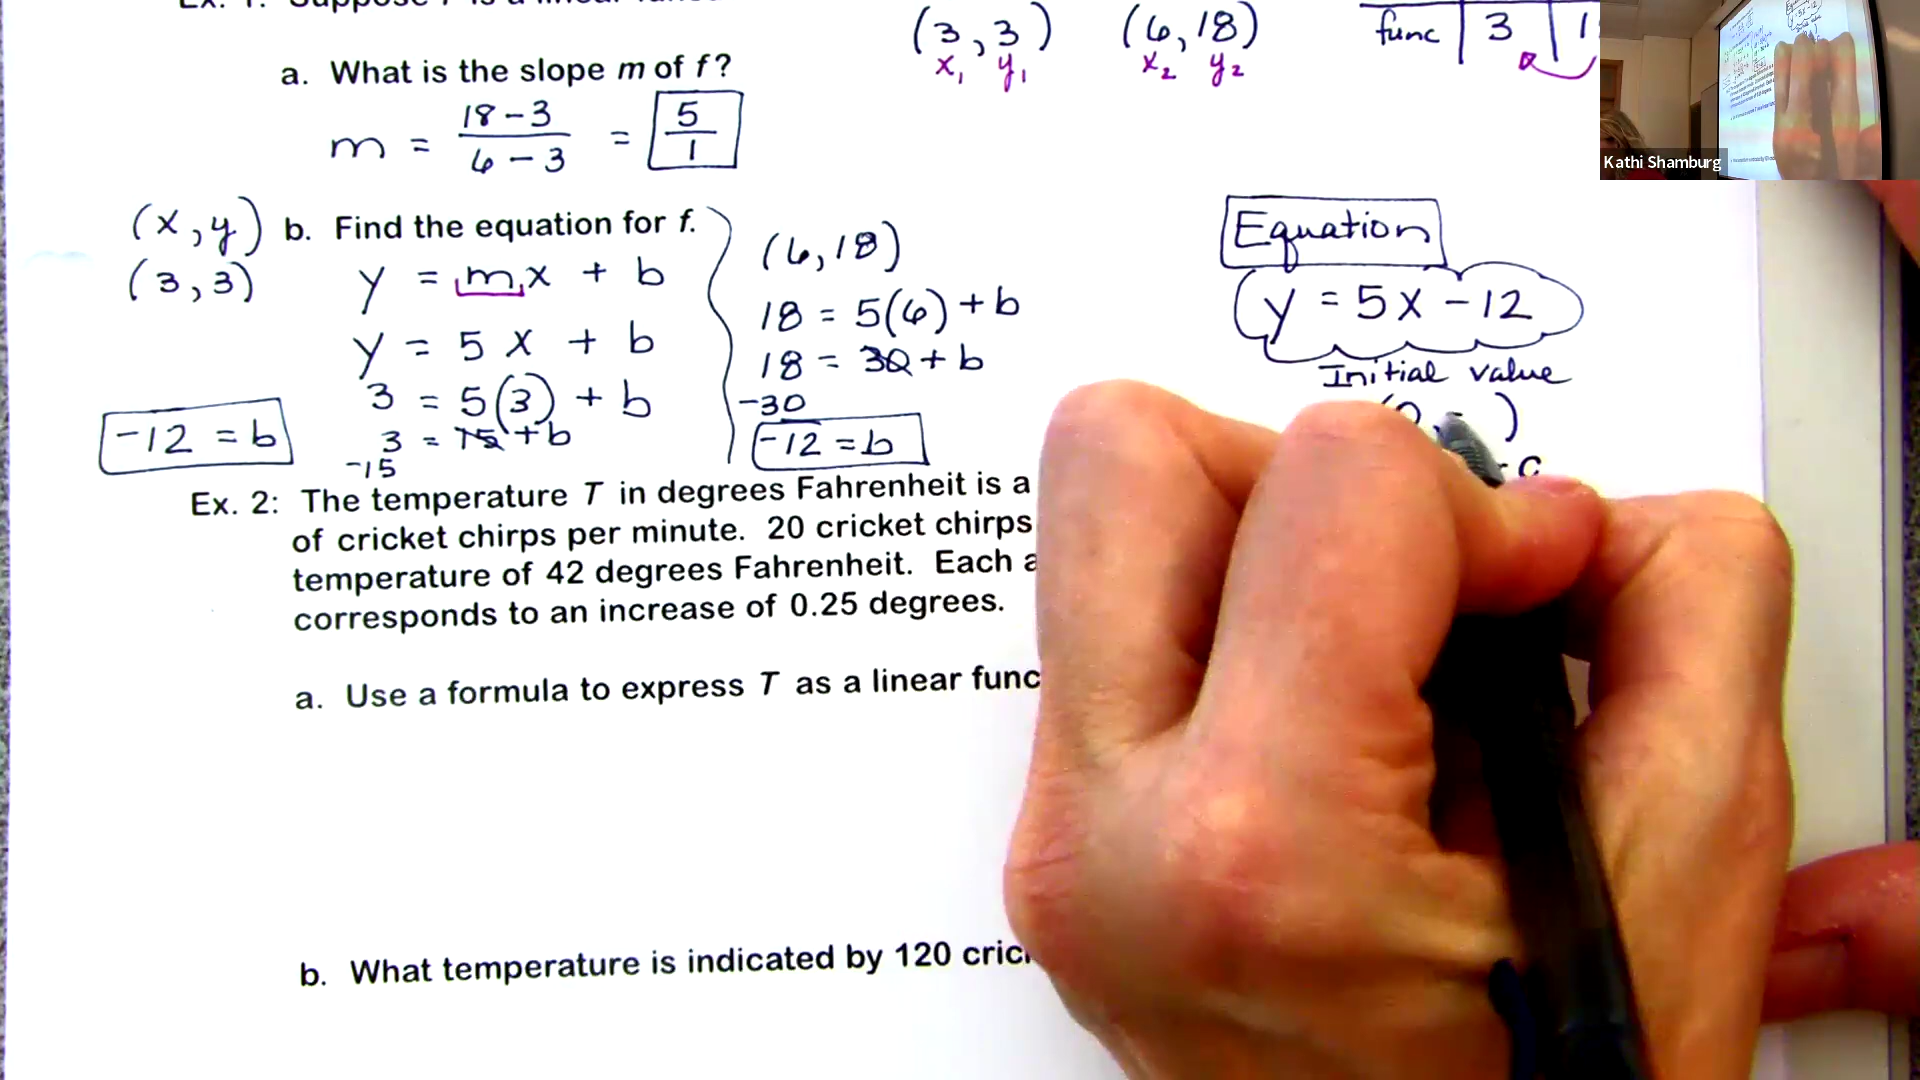 (3, 3) (6, 18) func 3
x₁ y₁ x₂ y₂
a. What is the slope m of f?
m = 18 - 3 / 6 - 3 = 5 / 1
(x, y) b. Find the equation for f.
(3, 3)
y = mx + b
y = 5x + b
3 = 5(3) + b
3 = 15 + b
-15
-12 = b
(6, 18)
18 = 5(6) + b
18 = 30 + b
-30
-12 = b
Equation
y = 5x - 12
Initial value
Ex. 2: The temperature T in degrees Fahrenheit is a
of cricket chirps per minute. 20 cricket chirps
temperature of 42 degrees Fahrenheit. Each
corresponds to an increase of 0.25 degrees.
a. Use a formula to express T as a linear func
b. What temperature is indicated by 120 cric
Kathi Shamburg